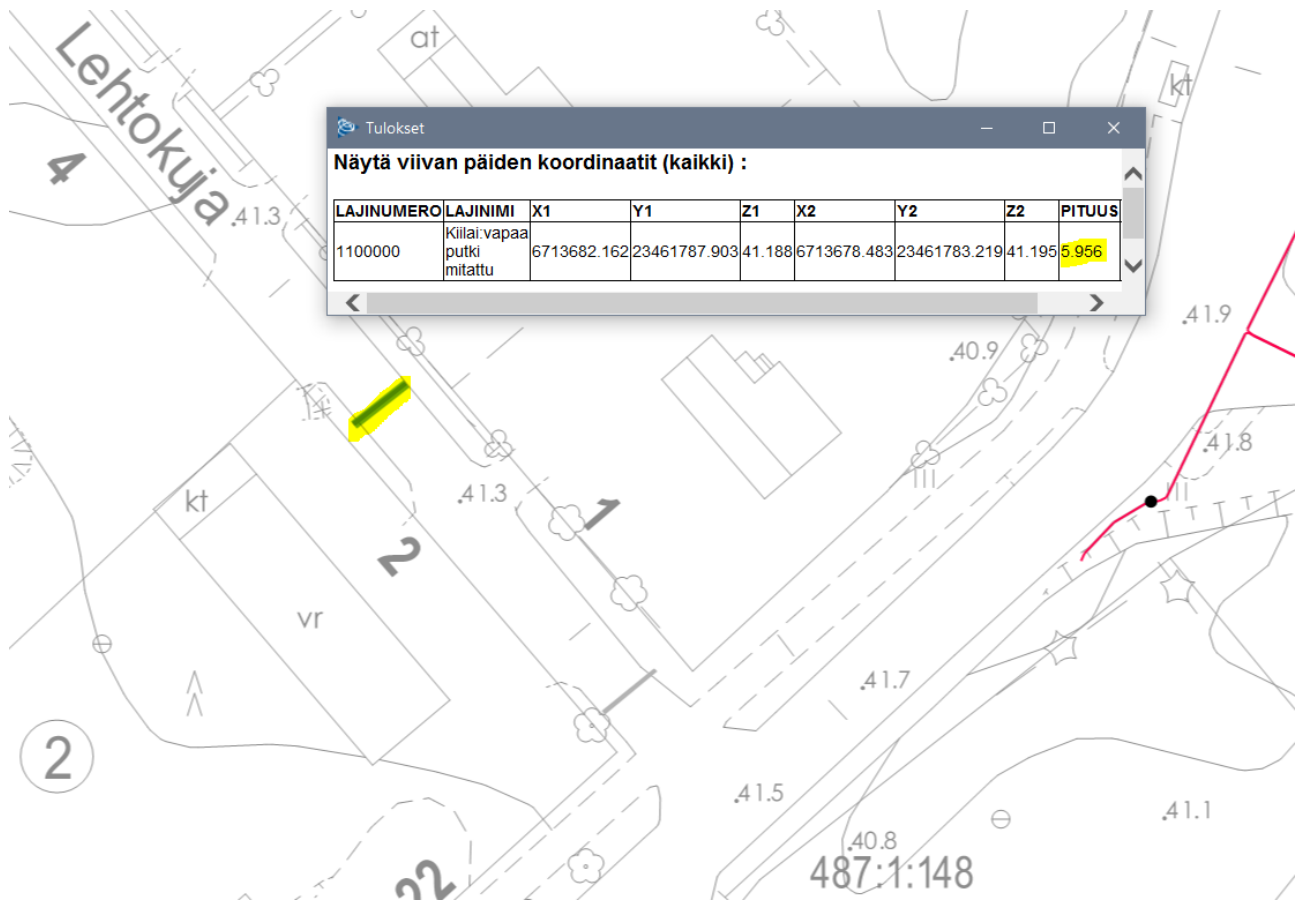 at
Lehtokuja
kt
4
41.3
Tulokset
Näytä viivan päiden koordinaatit (kaikki) :
LAJINUMERO LAJINIMI X1 Y1 Z1 X2 Y2 Z2 PITUUS
1100000 Kiilai:vapaa putki mitattu 6713682.162 23461787.903 41.188 6713678.483 23461783.219 41.195 5.956
.41.9
.40.9
.41.8
kt
.41.3
1
2
vr
.41.7
2
.41.5
.41.1
.40.8
487:1:148
22